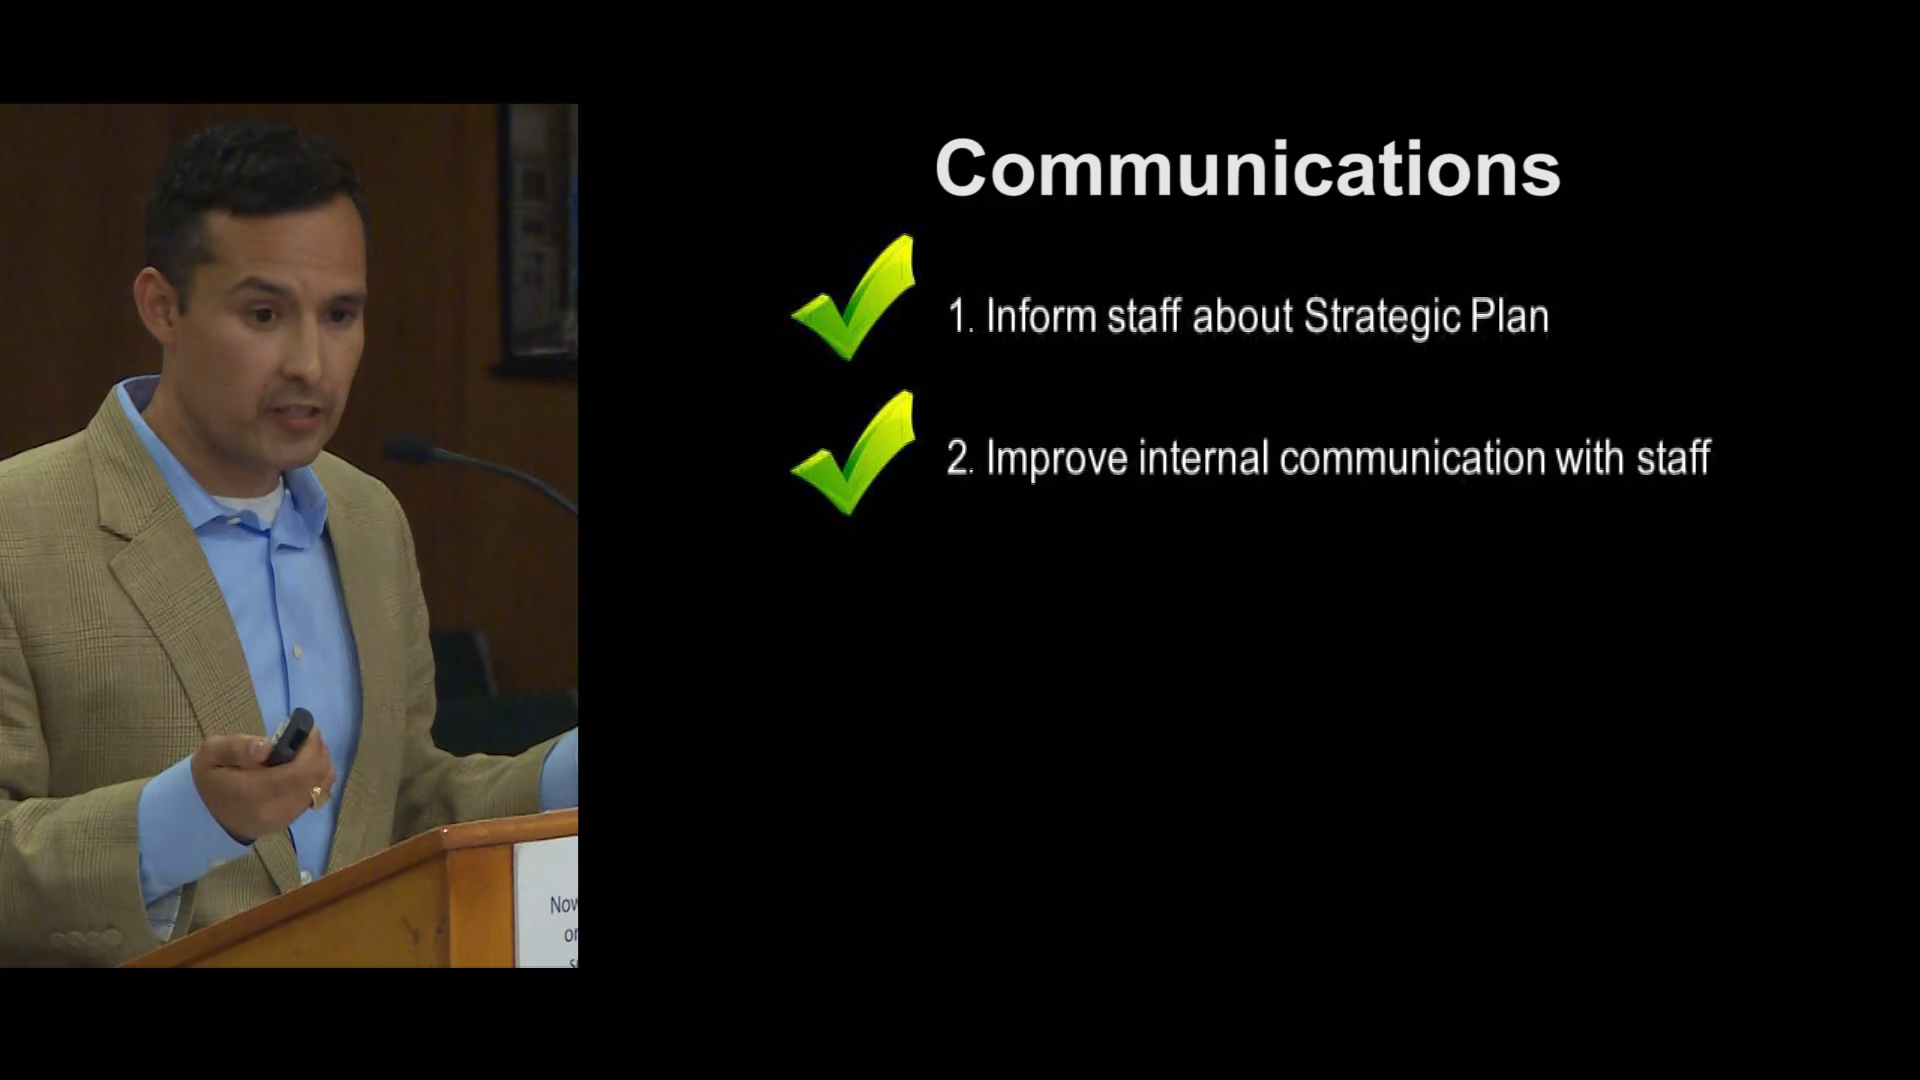 Communications
1. Inform staff about Strategic Plan
2. Improve internal communication with staff